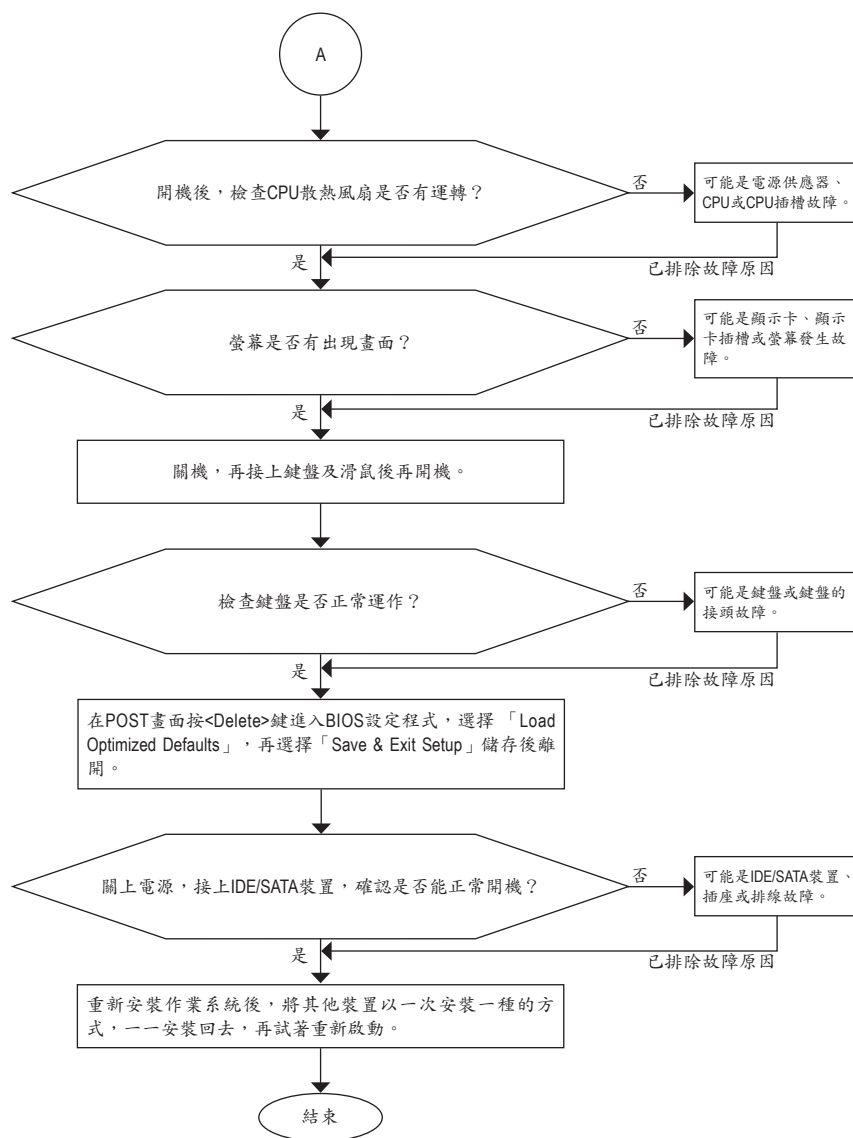 A
開機後，檢查CPU散熱風扇是否有運轉？
否
可能是電源供應器、
CPU或CPU插槽故障。
是
已排除故障原因
螢幕是否有出現畫面？
否
可能是顯示卡、顯示
卡插槽或螢幕發生故
障。
是
已排除故障原因
關機，再接上鍵盤及滑鼠後再開機。
檢查鍵盤是否正常運作？
否
可能是鍵盤或鍵盤的
接頭故障。
是
已排除故障原因
在POST畫面按<Delete>鍵進入BIOS設定程式，選擇 「Load
Optimized Defaults」，再選擇「Save & Exit Setup」儲存後離
開。
關上電源，接上IDE/SATA裝置，確認是否能正常開機？
否
可能是IDE/SATA裝置、
插座或排線故障。
是
已排除故障原因
重新安裝作業系統後，將其他裝置以一次安裝一種的方
式，一一安裝回去，再試著重新啟動。
結束